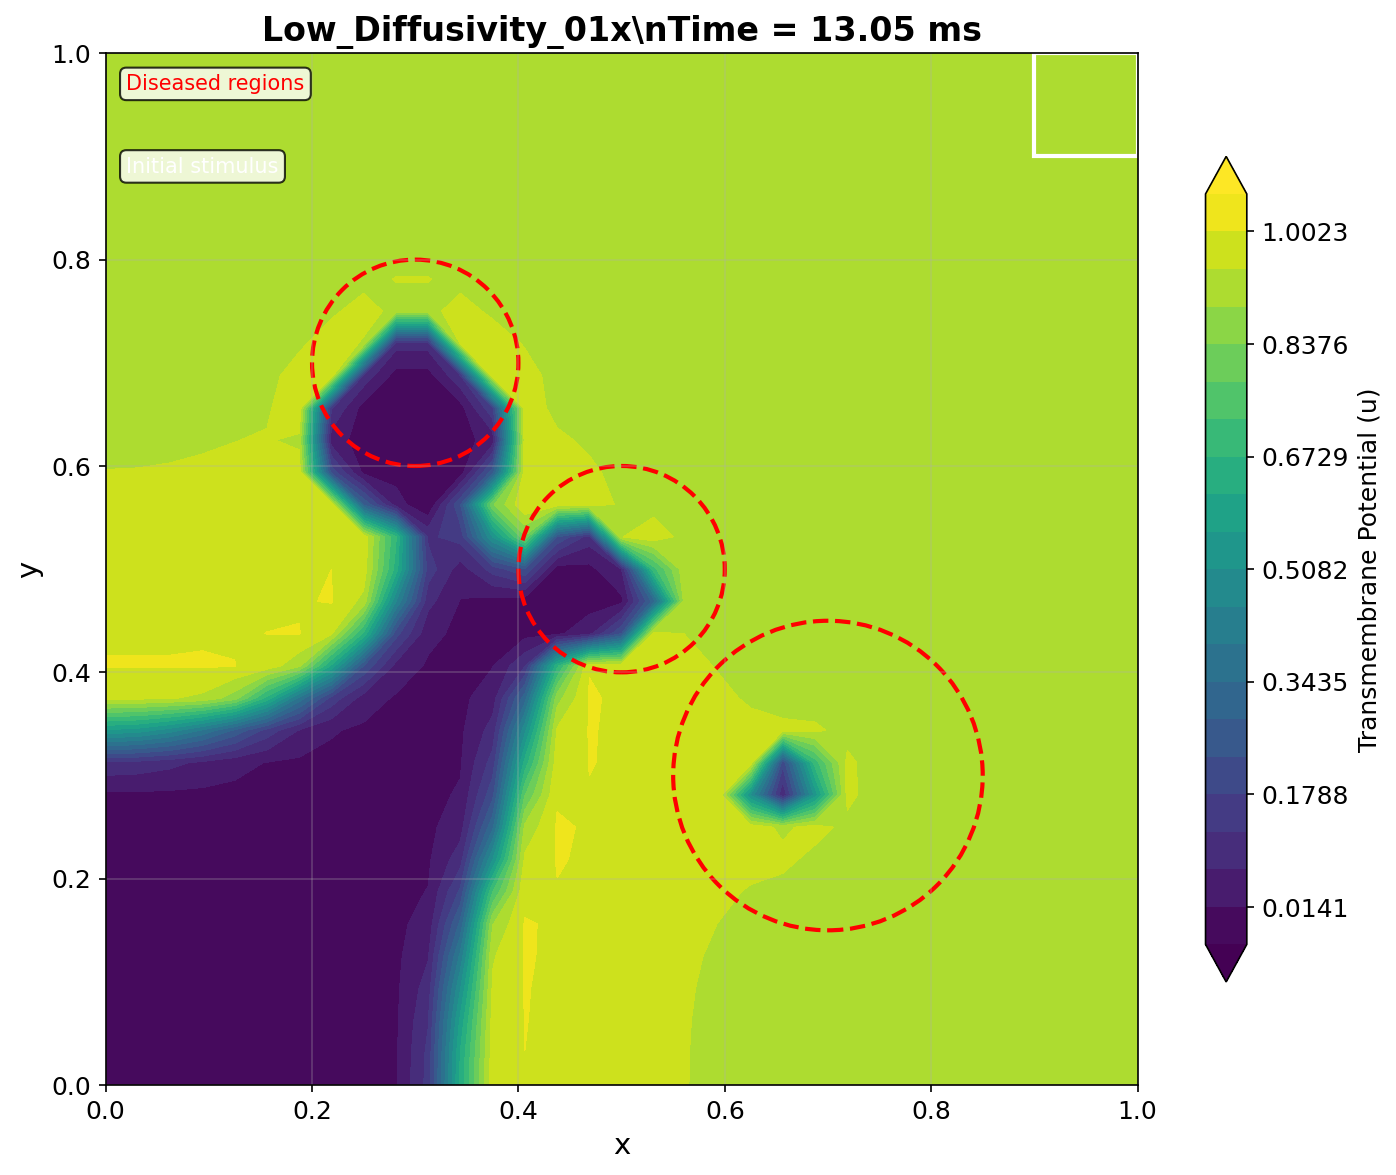 Low_Diffusivity_01x\nTime = 13.05 ms
Diseased regions
Initial stimulus
1.0
0.8
0.6
0.4
0.2
0.0
y
0.0 0.2 0.4 0.6 0.8 1.0
x
1.0023
0.8376
0.6729
0.5082
0.3435
0.1788
0.0141
Transmembrane Potential (u)